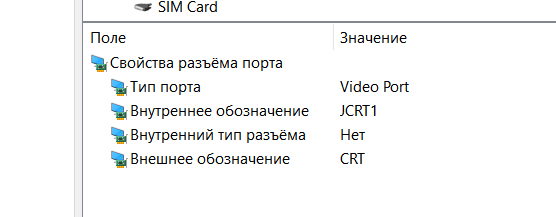 SIM Card
Поле Значение
Свойства разъёма порта
Тип порта Video Port
Внутреннее обозначение JCRT1
Внутренний тип разъёма Нет
Внешнее обозначение CRT